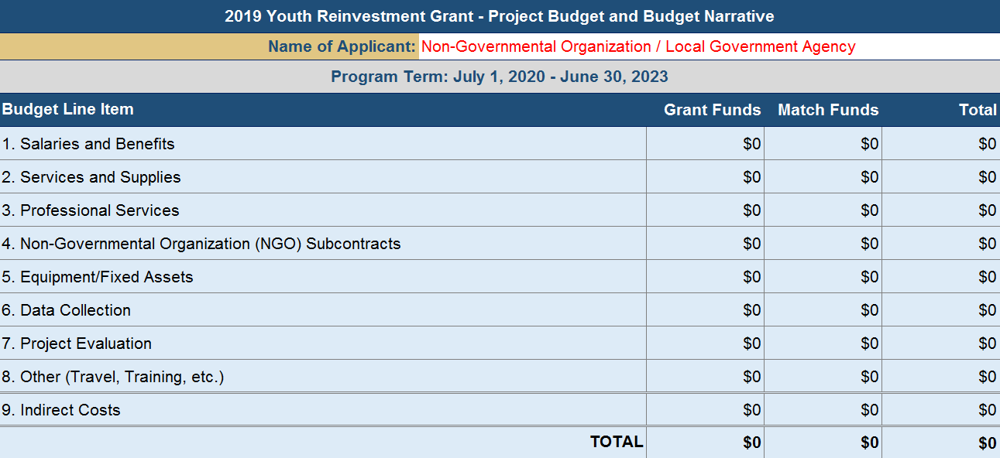 2019 Youth Reinvestment Grant - Project Budget and Budget Narrative
Name of Applicant: Non-Governmental Organization / Local Government Agency
Program Term: July 1, 2020 - June 30, 2023
Budget Line Item Grant Funds Match Funds Total
1. Salaries and Benefits $0 $0 $0
2. Services and Supplies $0 $0 $0
3. Professional Services $0 $0 $0
4. Non-Governmental Organization (NGO) Subcontracts $0 $0 $0
5. Equipment/Fixed Assets $0 $0 $0
6. Data Collection $0 $0 $0
7. Project Evaluation $0 $0 $0
8. Other (Travel, Training, etc.) $0 $0 $0
9. Indirect Costs $0 $0 $0
TOTAL $0 $0 $0